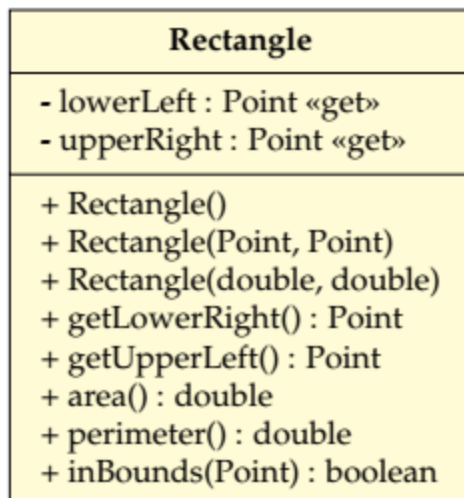 Rectangle
- lowerLeft : Point «get»
- upperRight : Point «get»
+ Rectangle()
+ Rectangle(Point, Point)
+ Rectangle(double, double)
+ getLowerRight() : Point
+ getUpperLeft() : Point
+ area() : double
+ perimeter() : double
+ inBounds(Point) : boolean